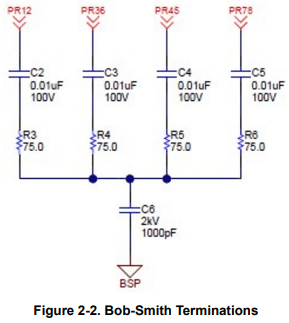 PR12 PR36 PR45 PR78
C2 C3 C4 C5
0.01uF 0.01uF 0.01uF 0.01uF
100V 100V 100V 100V
R3 R4 R5 R6
75.0 75.0 75.0 75.0
C6
2kV
1000pF
BSP
Figure 2-2. Bob-Smith Terminations